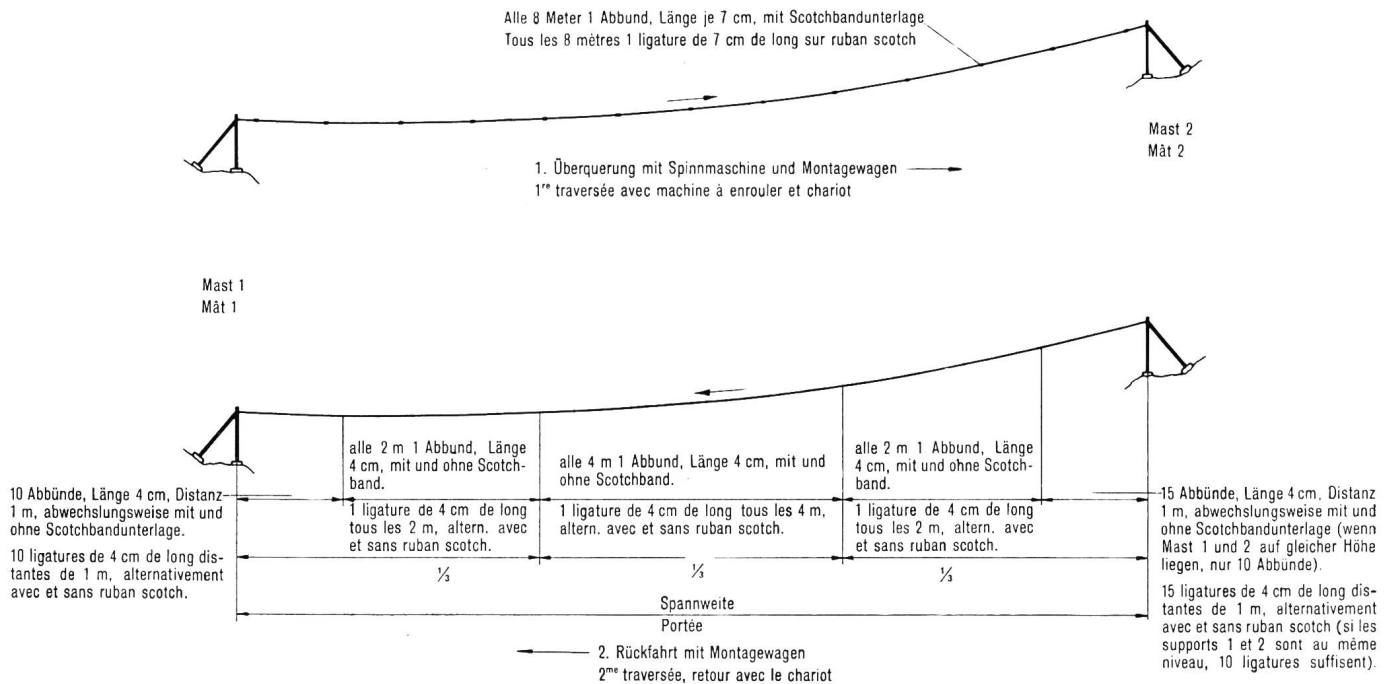 Alle 8 Meter 1 Abbund, Länge je 7 cm, mit Scotchbandunterlage
Tous les 8 mètres 1 ligature de 7 cm de long sur ruban scotch
Mast 2
Mât 2
1. Überquerung mit Spinnmaschine und Montagewagen
1re traversée avec machine à enrouler et chariot
Mast 1
Mât 1
10 Abbünde, Länge 4 cm, Distanz
1 m, abwechslungsweise mit und
ohne Scotchbandunterlage.
10 ligatures de 4 cm de long dis-
tantes de 1 m, alternativement
avec et sans ruban scotch.
alle 2 m 1 Abbund, Länge
4 cm, mit und ohne Scotch-
band.
1 ligature de 4 cm de long
tous les 2 m, altern. avec
et sans ruban scotch.
alle 4 m 1 Abbund, Länge 4 cm, mit und
ohne Scotchband.
1 ligature de 4 cm de long tous les 4 m,
altern. avec et sans ruban scotch.
alle 2 m 1 Abbund, Länge
4 cm, mit und ohne Scotch-
band.
1 ligature de 4 cm de long
tous les 2 m, altern. avec
et sans ruban scotch.
15 Abbünde, Länge 4 cm, Distanz
1 m, abwechslungsweise mit und
ohne Scotchbandunterlage (wenn
Mast 1 und 2 auf gleicher Höhe
liegen, nur 10 Abbünde).
15 ligatures de 4 cm de long dis-
tantes de 1 m, alternativement
avec et sans ruban scotch (si les
supports 1 et 2 sont au même
niveau, 10 ligatures suffisent).
⅓
⅓
⅓
Spannweite
Portée
2. Rückfahrt mit Montagewagen
2me traversée, retour avec le chariot